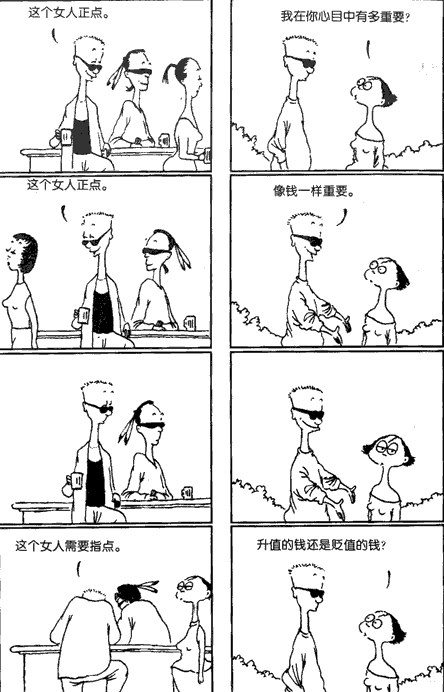 这个女人正点。
这个女人正点。
这个女人需要指点。
我在你心目中有多重要?
像钱一样重要。
升值的钱还是贬值的钱?